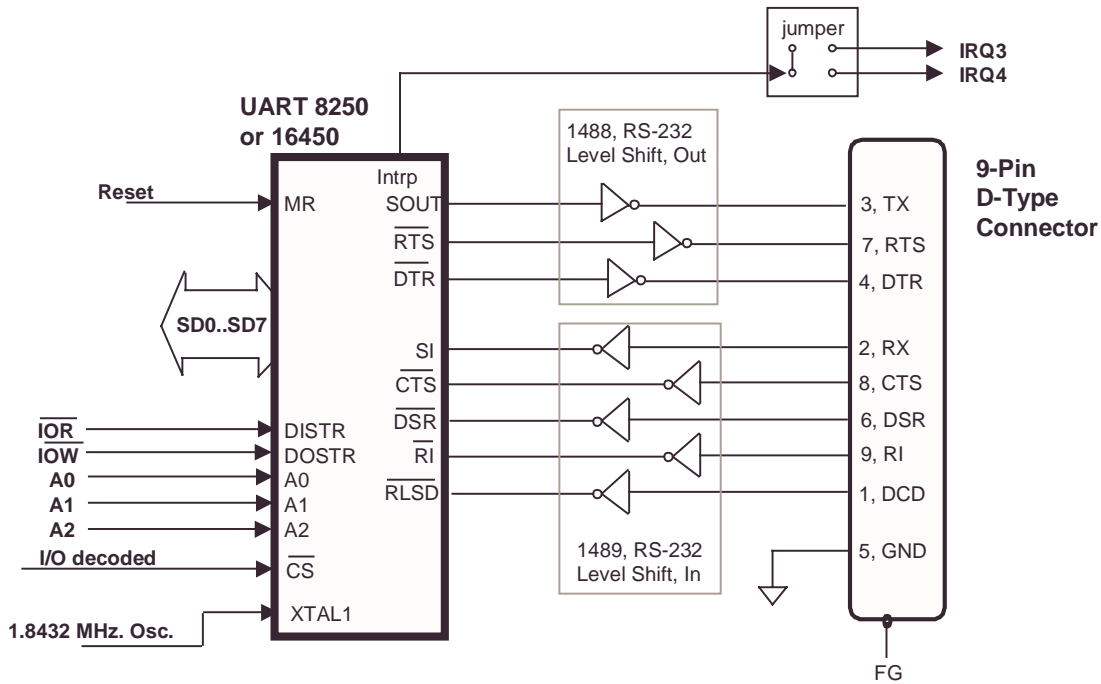 jumper
IRQ3
IRQ4
UART 8250
or 16450
1488, RS-232
Level Shift, Out
9-Pin
D-Type
Connector
Reset
MR
Intrp
SOUT
RTS
DTR
3, TX
7, RTS
4, DTR
SD0..SD7
SI
CTS
DSR
RI
RLSD
2, RX
8, CTS
6, DSR
9, RI
1, DCD
5, GND
IOR
IOW
A0
A1
A2
I/O decoded
1.8432 MHz. Osc.
DISTR
DOSTR
A0
A1
A2
CS
XTAL1
1489, RS-232
Level Shift, In
FG